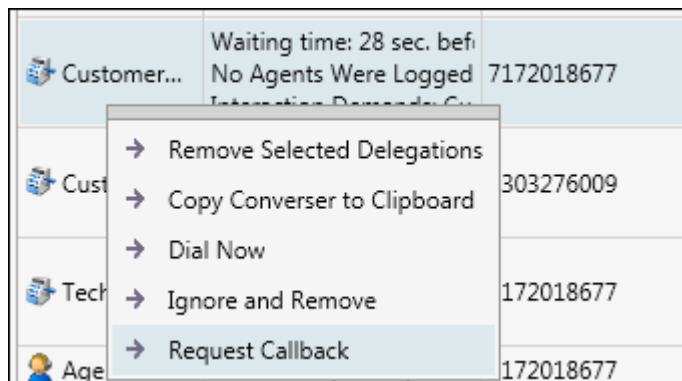 Customer...
Waiting time: 28 sec. bef
No Agents Were Logged
7172018677
Remove Selected Delegations
Cust
303276009
Copy Converser to Clipboard
Dial Now
Tech
172018677
Ignore and Remove
Request Callback
Age
172018677